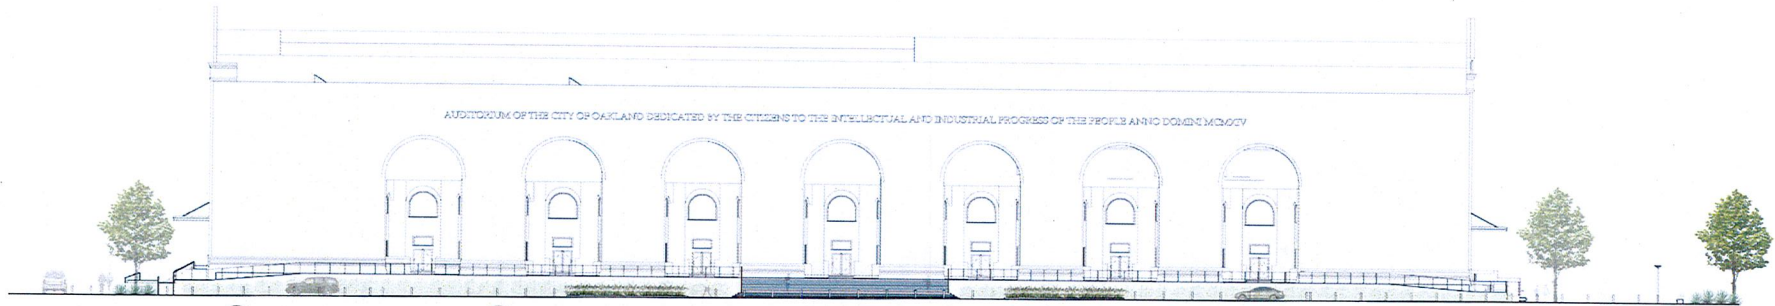 AUDITORIUM OF THE CITY OF OAKLAND DEDICATED BY THE CITIZENS TO THE INTELLECTUAL AND INDUSTRIAL PROGRESS OF THE PEOPLE ANNO DOMINI MCMXIV